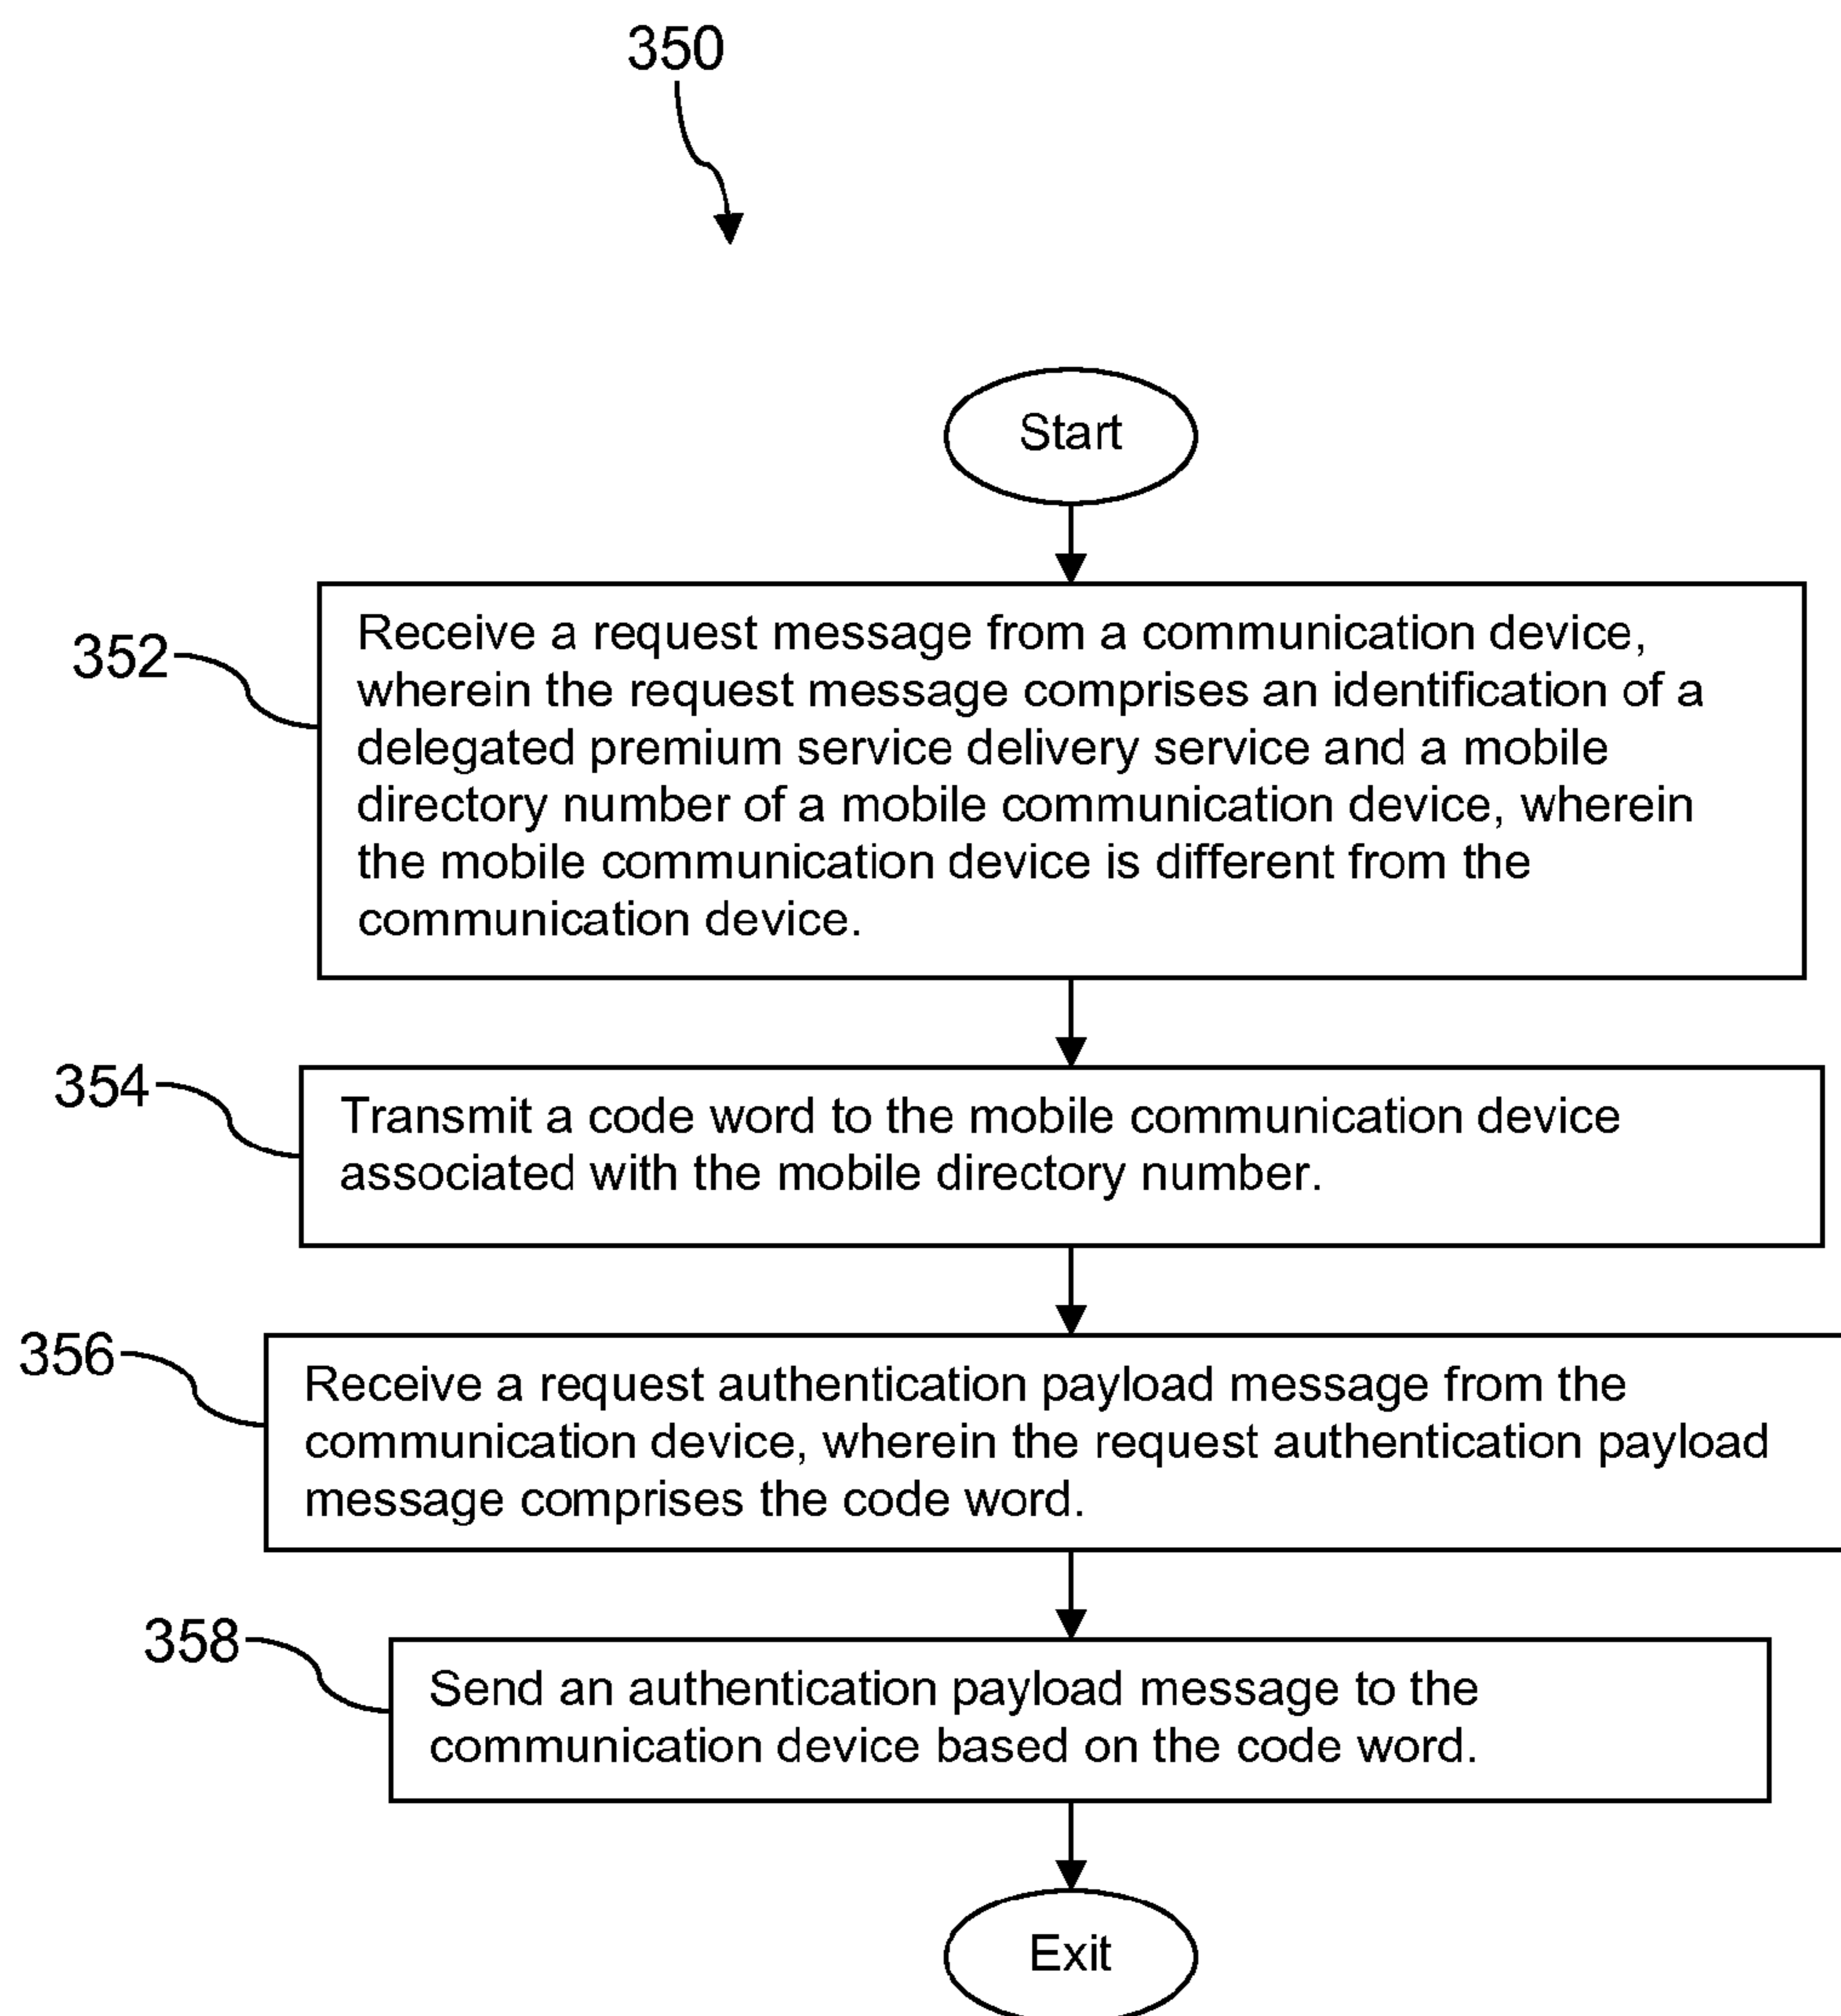 350
Start
352
Receive a request message from a communication device,
wherein the request message comprises an identification of a
delegated premium service delivery service and a mobile
directory number of a mobile communication device, wherein
the mobile communication device is different from the
communication device.
354
Transmit a code word to the mobile communication device
associated with the mobile directory number.
356
Receive a request authentication payload message from the
communication device, wherein the request authentication payload
message comprises the code word.
358
Send an authentication payload message to the
communication device based on the code word.
Exit